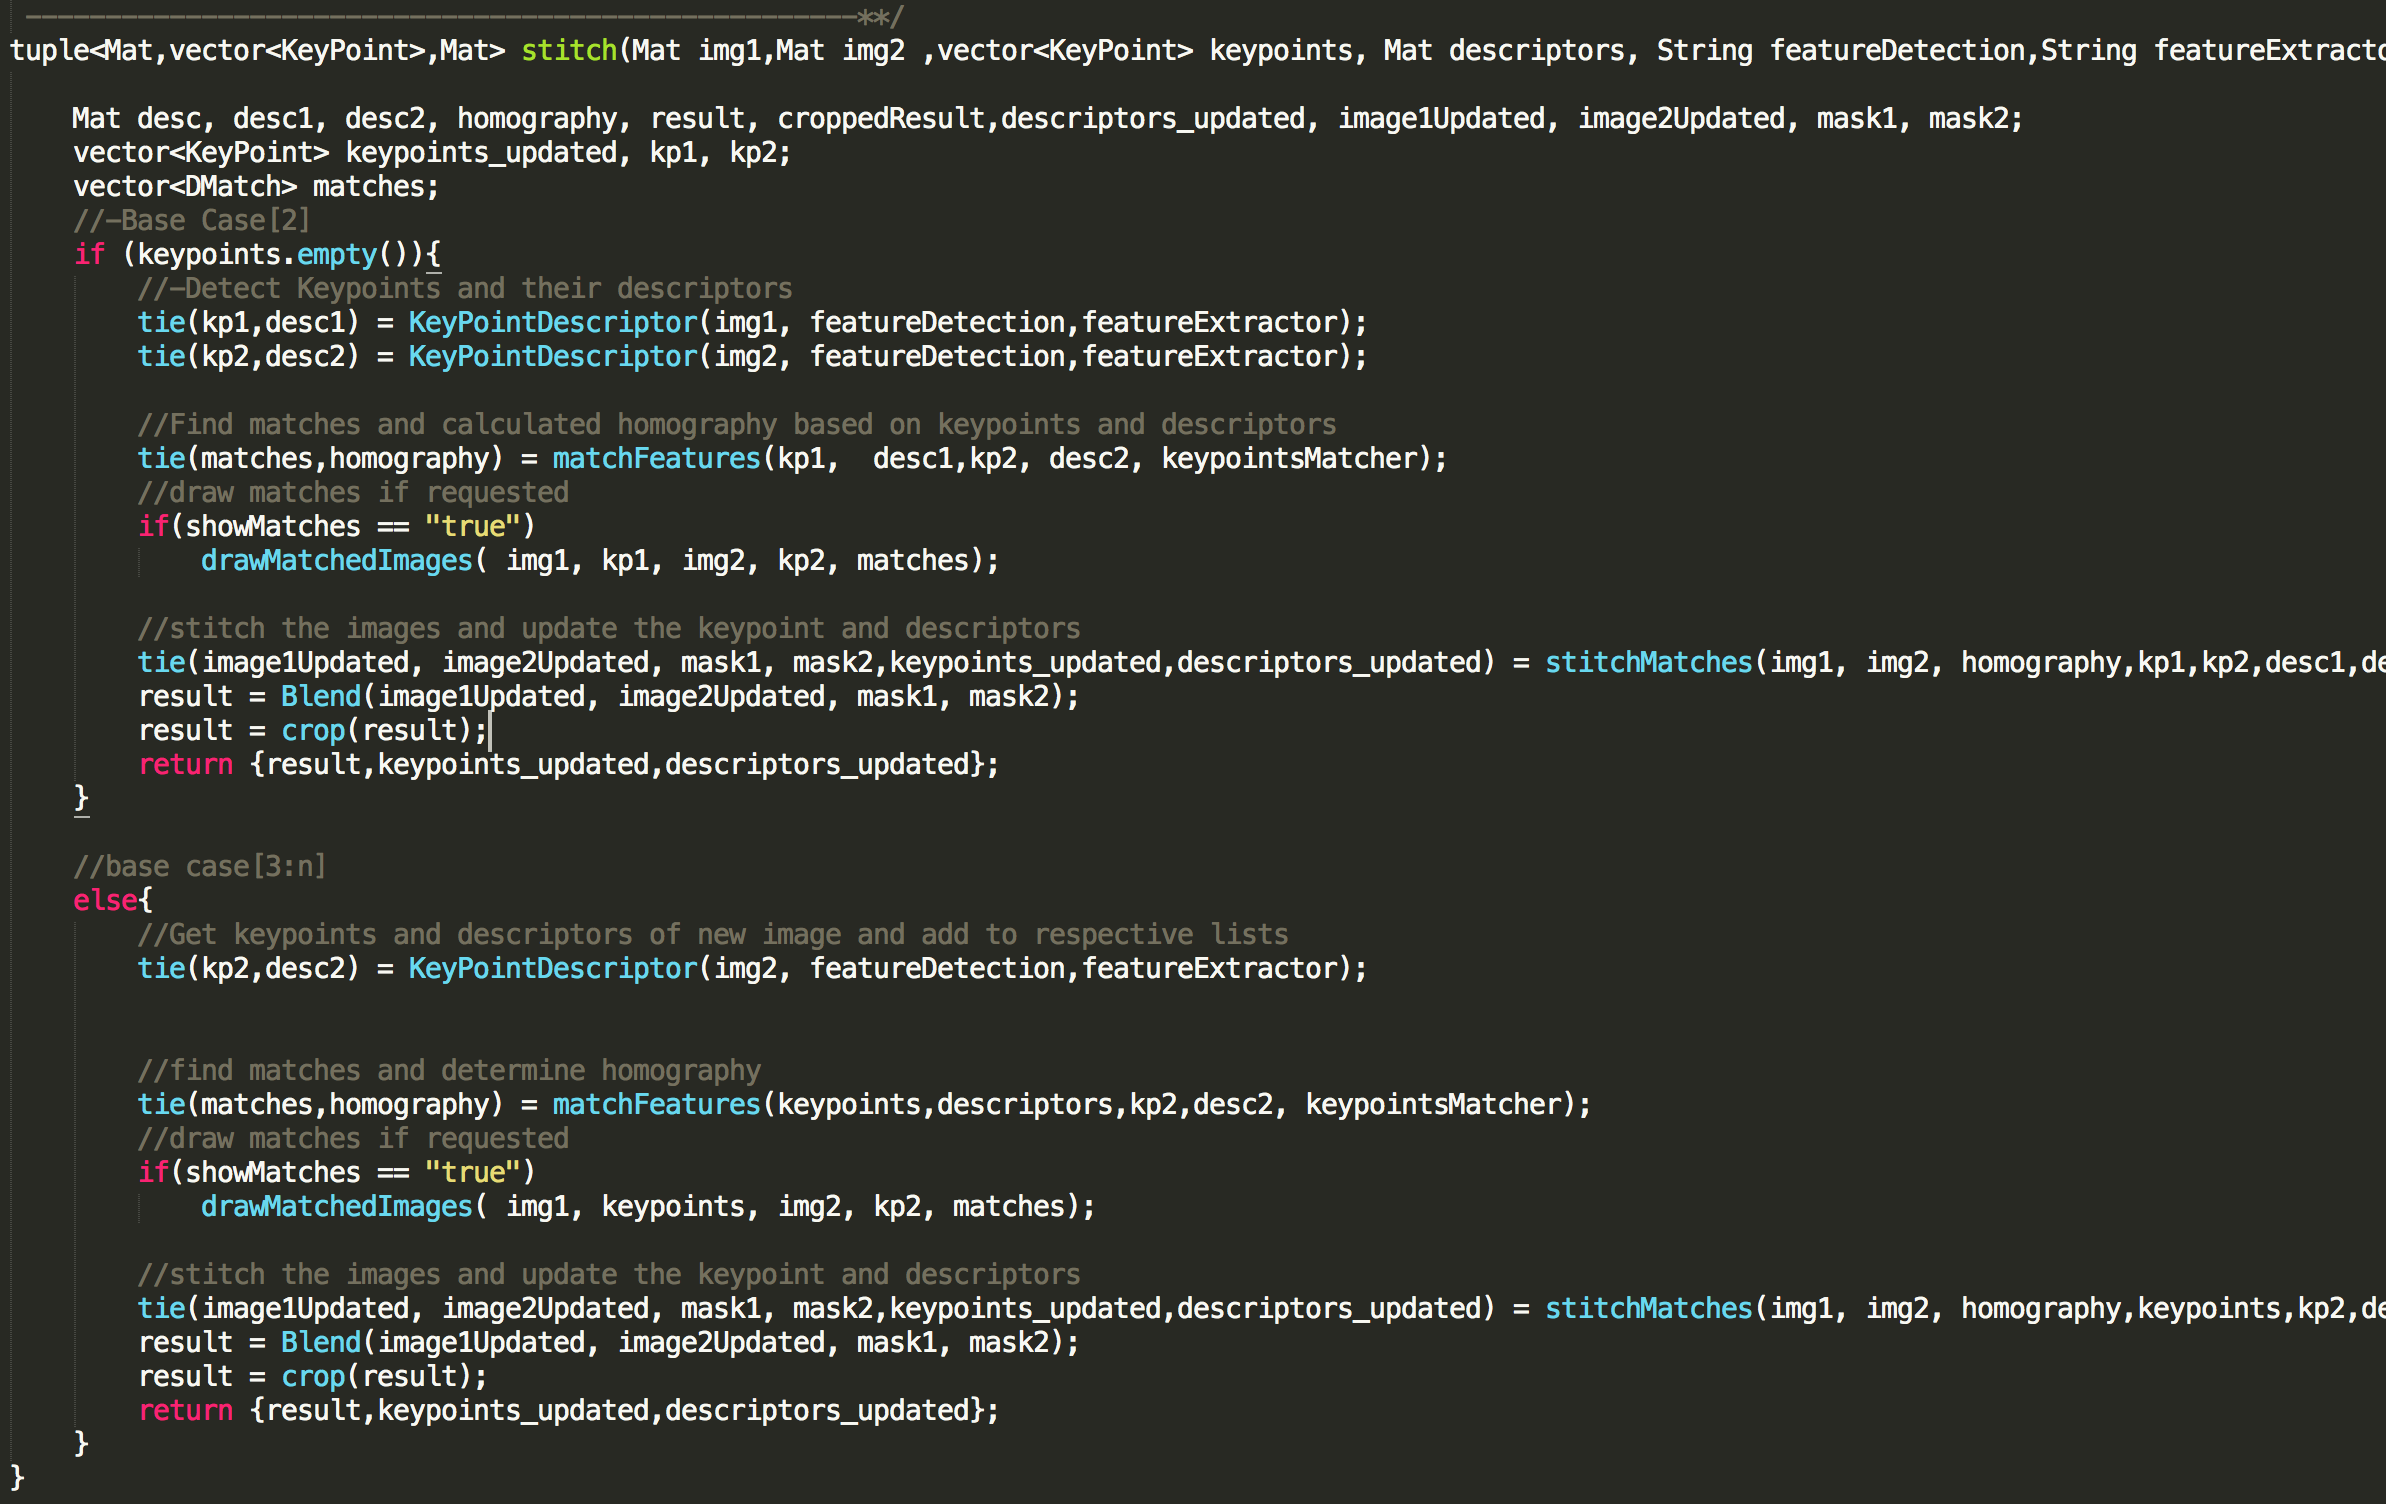 ----------------------------------------------------**/
tuple<Mat,vector<KeyPoint>,Mat> stitch(Mat img1,Mat img2 ,vector<KeyPoint> keypoints, Mat descriptors, String featureDetection,String featureExtracto
Mat desc, desc1, desc2, homography, result, croppedResult,descriptors_updated, image1Updated, image2Updated, mask1, mask2;
vector<KeyPoint> keypoints_updated, kp1, kp2;
vector<DMatch> matches;
//-Base Case[2]
if (keypoints.empty()){
//-Detect Keypoints and their descriptors
tie(kp1,desc1) = KeyPointDescriptor(img1, featureDetection,featureExtractor);
tie(kp2,desc2) = KeyPointDescriptor(img2, featureDetection,featureExtractor);
//Find matches and calculated homography based on keypoints and descriptors
tie(matches,homography) = matchFeatures(kp1,  desc1,kp2, desc2, keypointsMatcher);
//draw matches if requested
if(showMatches == "true")
drawMatchedImages( img1, kp1, img2, kp2, matches);
//stitch the images and update the keypoint and descriptors
tie(image1Updated, image2Updated, mask1, mask2,keypoints_updated,descriptors_updated) = stitchMatches(img1, img2, homography,kp1,kp2,desc1,de
result = Blend(image1Updated, image2Updated, mask1, mask2);
result = crop(result);
return {result,keypoints_updated,descriptors_updated};
}
//base case[3:n]
else{
//Get keypoints and descriptors of new image and add to respective lists
tie(kp2,desc2) = KeyPointDescriptor(img2, featureDetection,featureExtractor);
//find matches and determine homography
tie(matches,homography) = matchFeatures(keypoints,descriptors,kp2,desc2, keypointsMatcher);
//draw matches if requested
if(showMatches == "true")
drawMatchedImages( img1, keypoints, img2, kp2, matches);
//stitch the images and update the keypoint and descriptors
tie(image1Updated, image2Updated, mask1, mask2,keypoints_updated,descriptors_updated) = stitchMatches(img1, img2, homography,keypoints,kp2,de
result = Blend(image1Updated, image2Updated, mask1, mask2);
result = crop(result);
return {result,keypoints_updated,descriptors_updated};
}
}